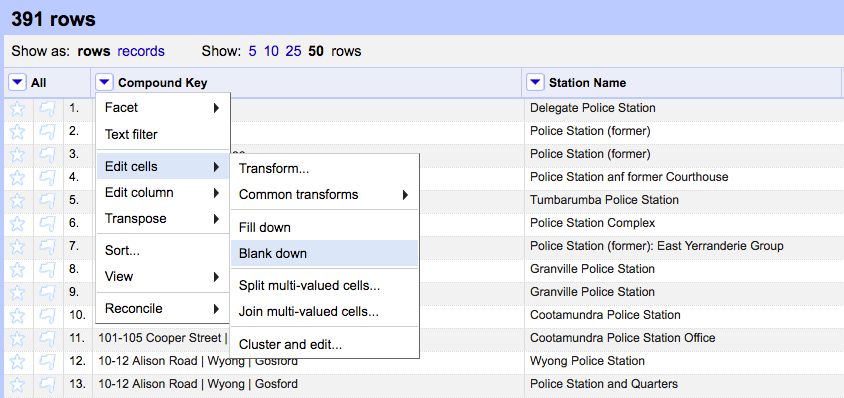 391 rows
Show as: rows records Show: 5 10 25 50 rows
All Compound Key Station Name
1. Delegate Police Station
2. Police Station (former)
3. Police Station (former)
4. Police Station anf former Courthouse
5. Tumbarumba Police Station
6. Police Station Complex
7. Police Station (former): East Yerranderie Group
8. Granville Police Station
9. Granville Police Station
10. Cootamundra Police Station
11. 101-105 Cooper Street | Cootamundra Police Station Office
12. 10-12 Alison Road | Wyong | Gosford Wyong Police Station
13. 10-12 Alison Road | Wyong | Gosford Police Station and Quarters
Facet
Text filter
Edit cells
Edit column
Transpose
Sort...
View
Reconcile
Transform...
Common transforms
Fill down
Blank down
Split multi-valued cells...
Join multi-valued cells...
Cluster and edit...